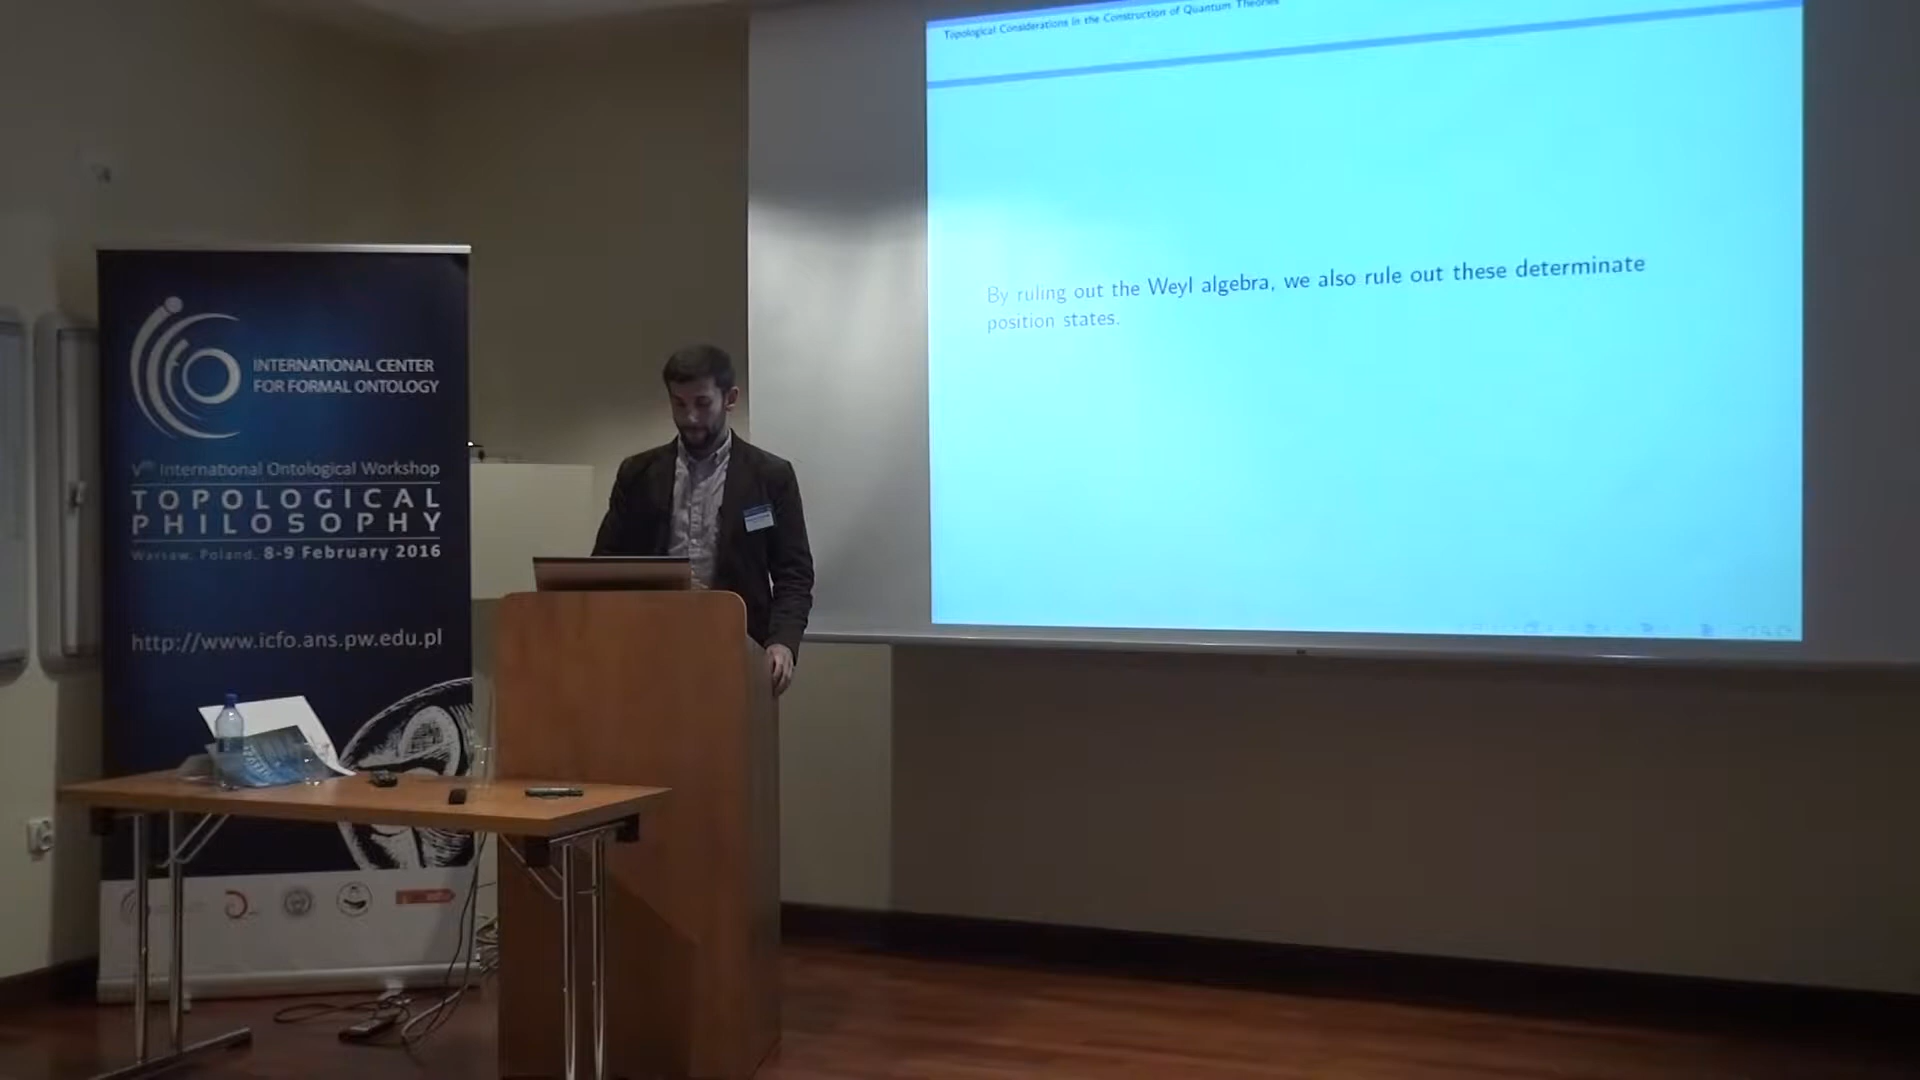 Topological Considerations in the Construction of Quantum Theories
By ruling out the Weyl algebra, we also rule out these determinate
position states.
INTERNATIONAL CENTER
FOR FORMAL ONTOLOGY
Vth International Ontological Workshop
TOPOLOGICAL
PHILOSOPHY
Warsaw, Poland, 8-9 February 2016
http://www.icfo.ans.pw.edu.pl